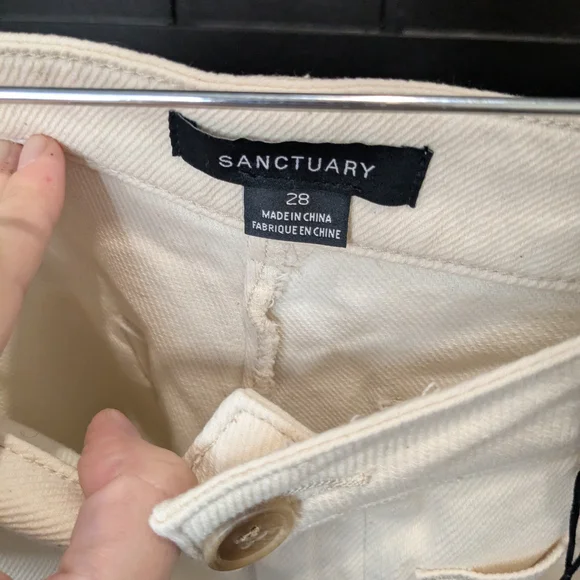 SANCTUARY
28
MADE IN CHINA
FABRIQUE EN CHINE